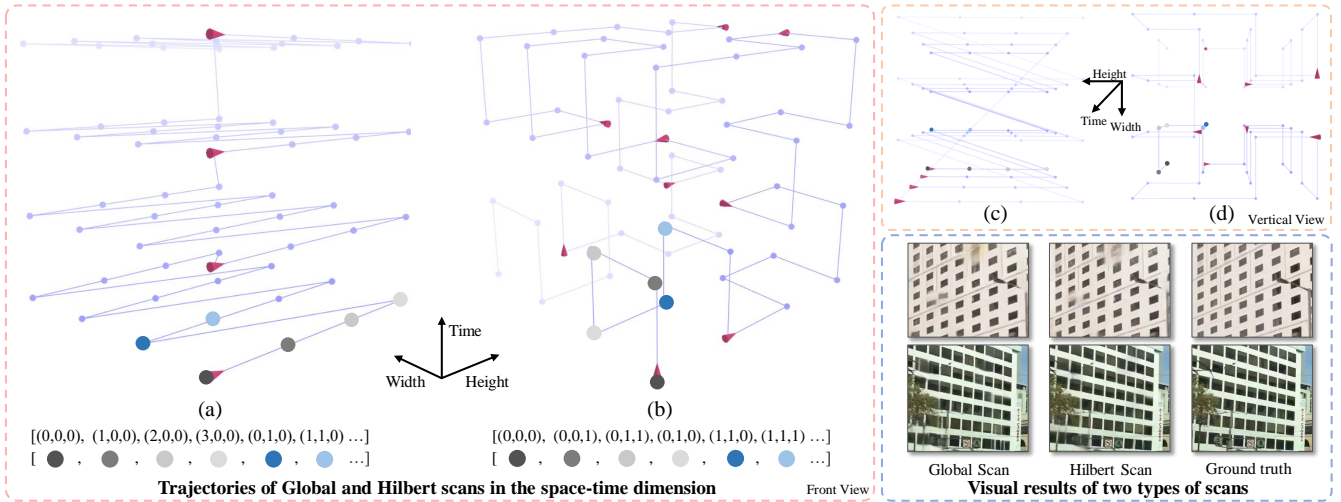 Time
Width
Height
(a)
[(0,0,0), (1,0,0), (2,0,0), (3,0,0), (0,1,0), (1,1,0) ...]
[ , , , , , ...]
(b)
[(0,0,0), (0,0,1), (0,1,1), (0,1,0), (1,1,0), (1,1,1) ...]
[ , , , , , ...]
Trajectories of Global and Hilbert scans in the space-time dimension
Front View
Height
Time
Width
(c)
(d)
Vertical View
Global Scan
Hilbert Scan
Ground truth
Visual results of two types of scans